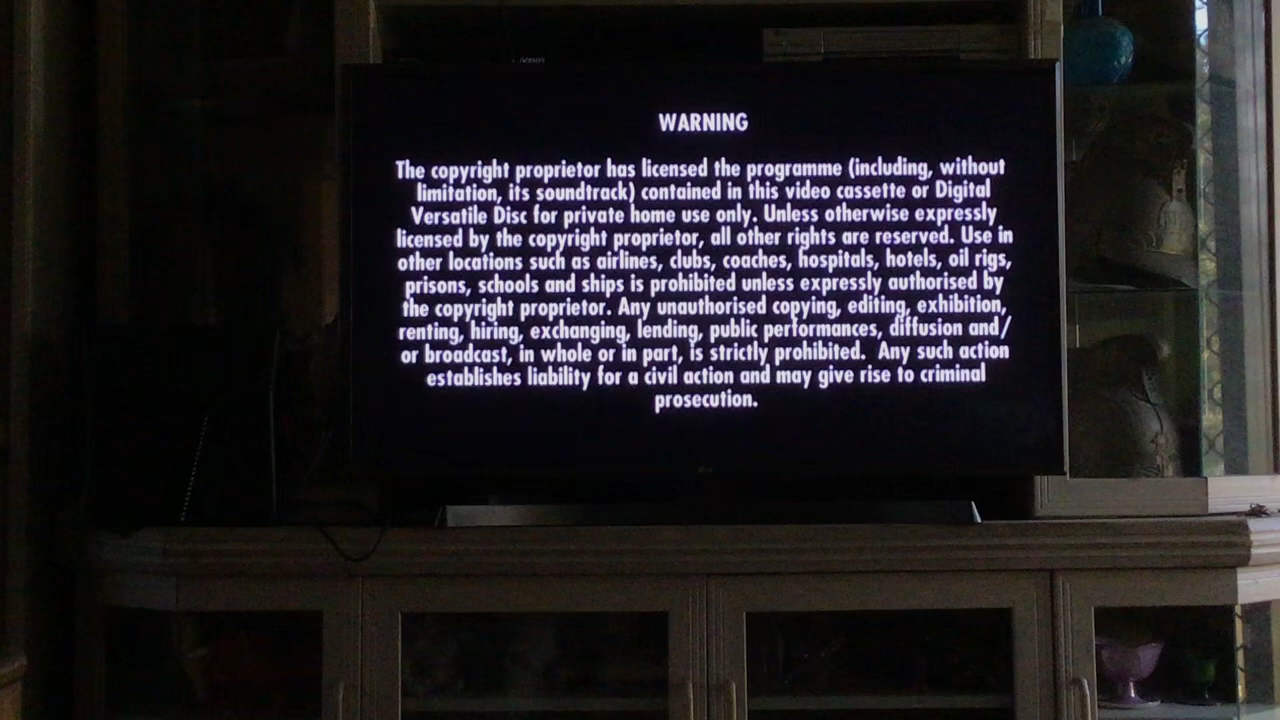 WARNING
The copyright proprietor has licensed the programme (including, without
limitation, its soundtrack) contained in this video cassette or Digital
Versatile Disc for private home use only. Unless otherwise expressly
licensed by the copyright proprietor, all other rights are reserved. Use in
other locations such as airlines, clubs, coaches, hospitals, hotels, oil rigs,
prisons, schools and ships is prohibited unless expressly authorised by
the copyright proprietor. Any unauthorised copying, editing, exhibition,
renting, hiring, exchanging, lending, public performances, diffusion and/
or broadcast, in whole or in part, is strictly prohibited.  Any such action
establishes liability for a civil action and may give rise to criminal
prosecution.